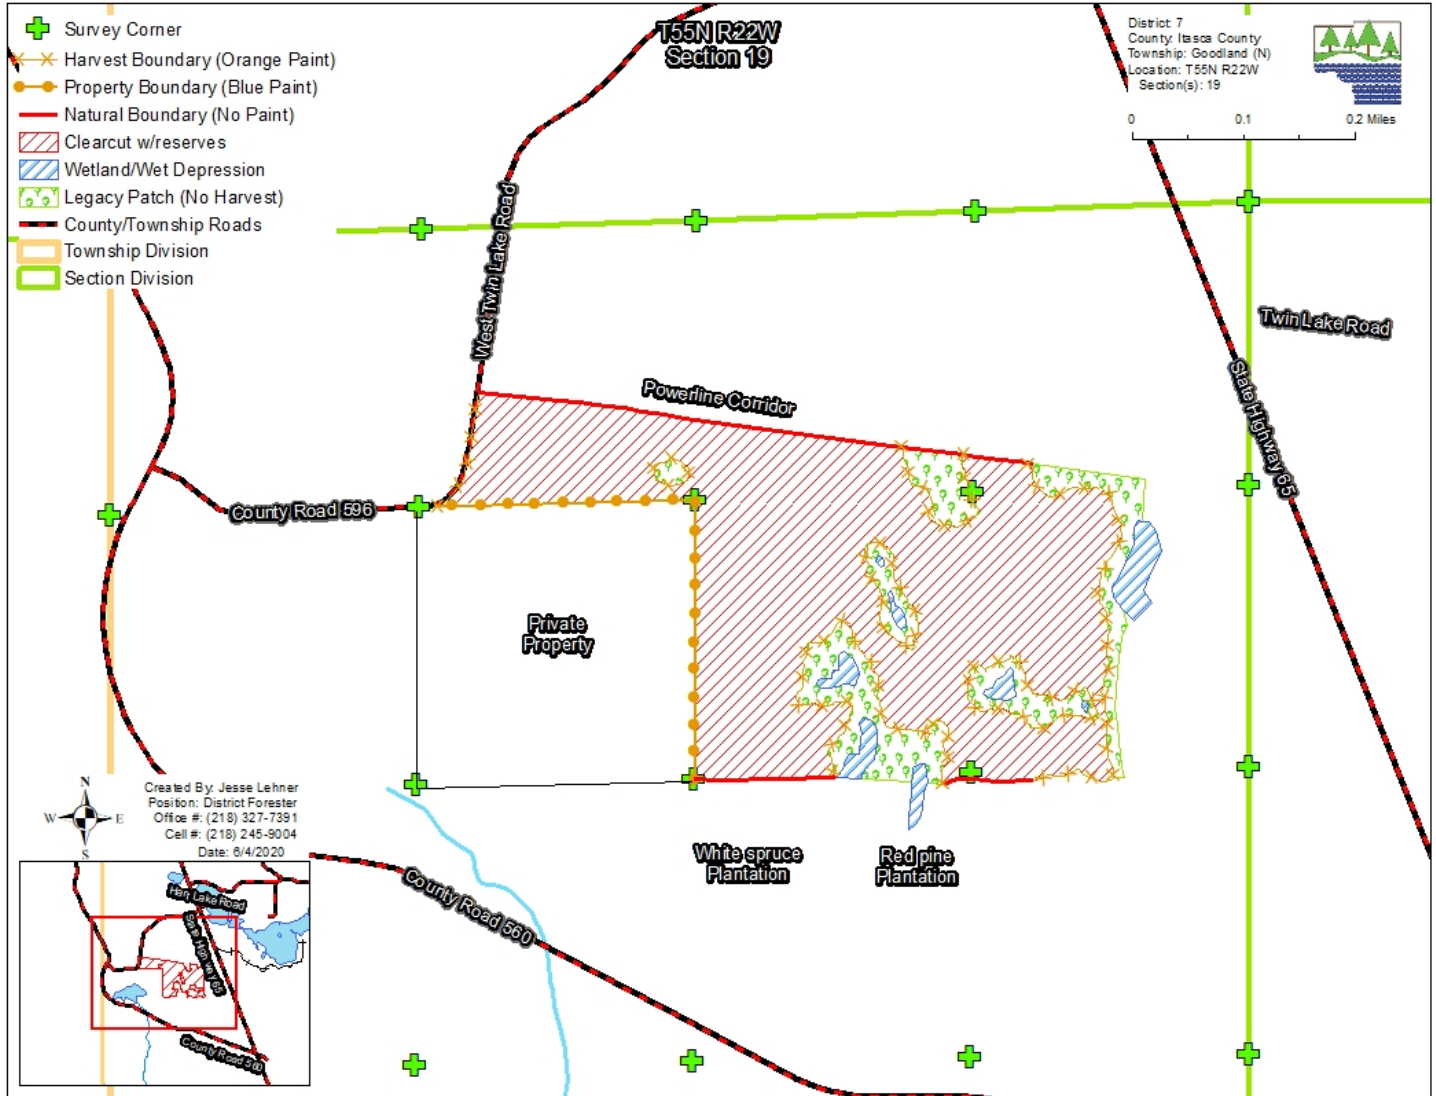 Survey Corner
Harvest Boundary (Orange Paint)
Property Boundary (Blue Paint)
Natural Boundary (No Paint)
Clearcut w/reserves
Wetland/Wet Depression
Legacy Patch (No Harvest)
County/Township Roads
Township Division
Section Division
T55N R22W
Section 19
District: 7
County: Itasca County
Township: Goodland (N)
Location: T55N R22W
Section(s): 19
0 0.1 0.2 Miles
West Twin Lake Road
Twin Lake Road
State Highway 65
Powerline Corridor
County Road 596
Private
Property
White spruce
Plantation
Red pine
Plantation
County Road 560
N
W E
S
Created By: Jesse Lehner
Position: District Forester
Office #: (218) 327-7391
Cell #: (218) 245-9004
Date: 6/4/2020
Hart Lake Road
State Highway 65
County Road 560